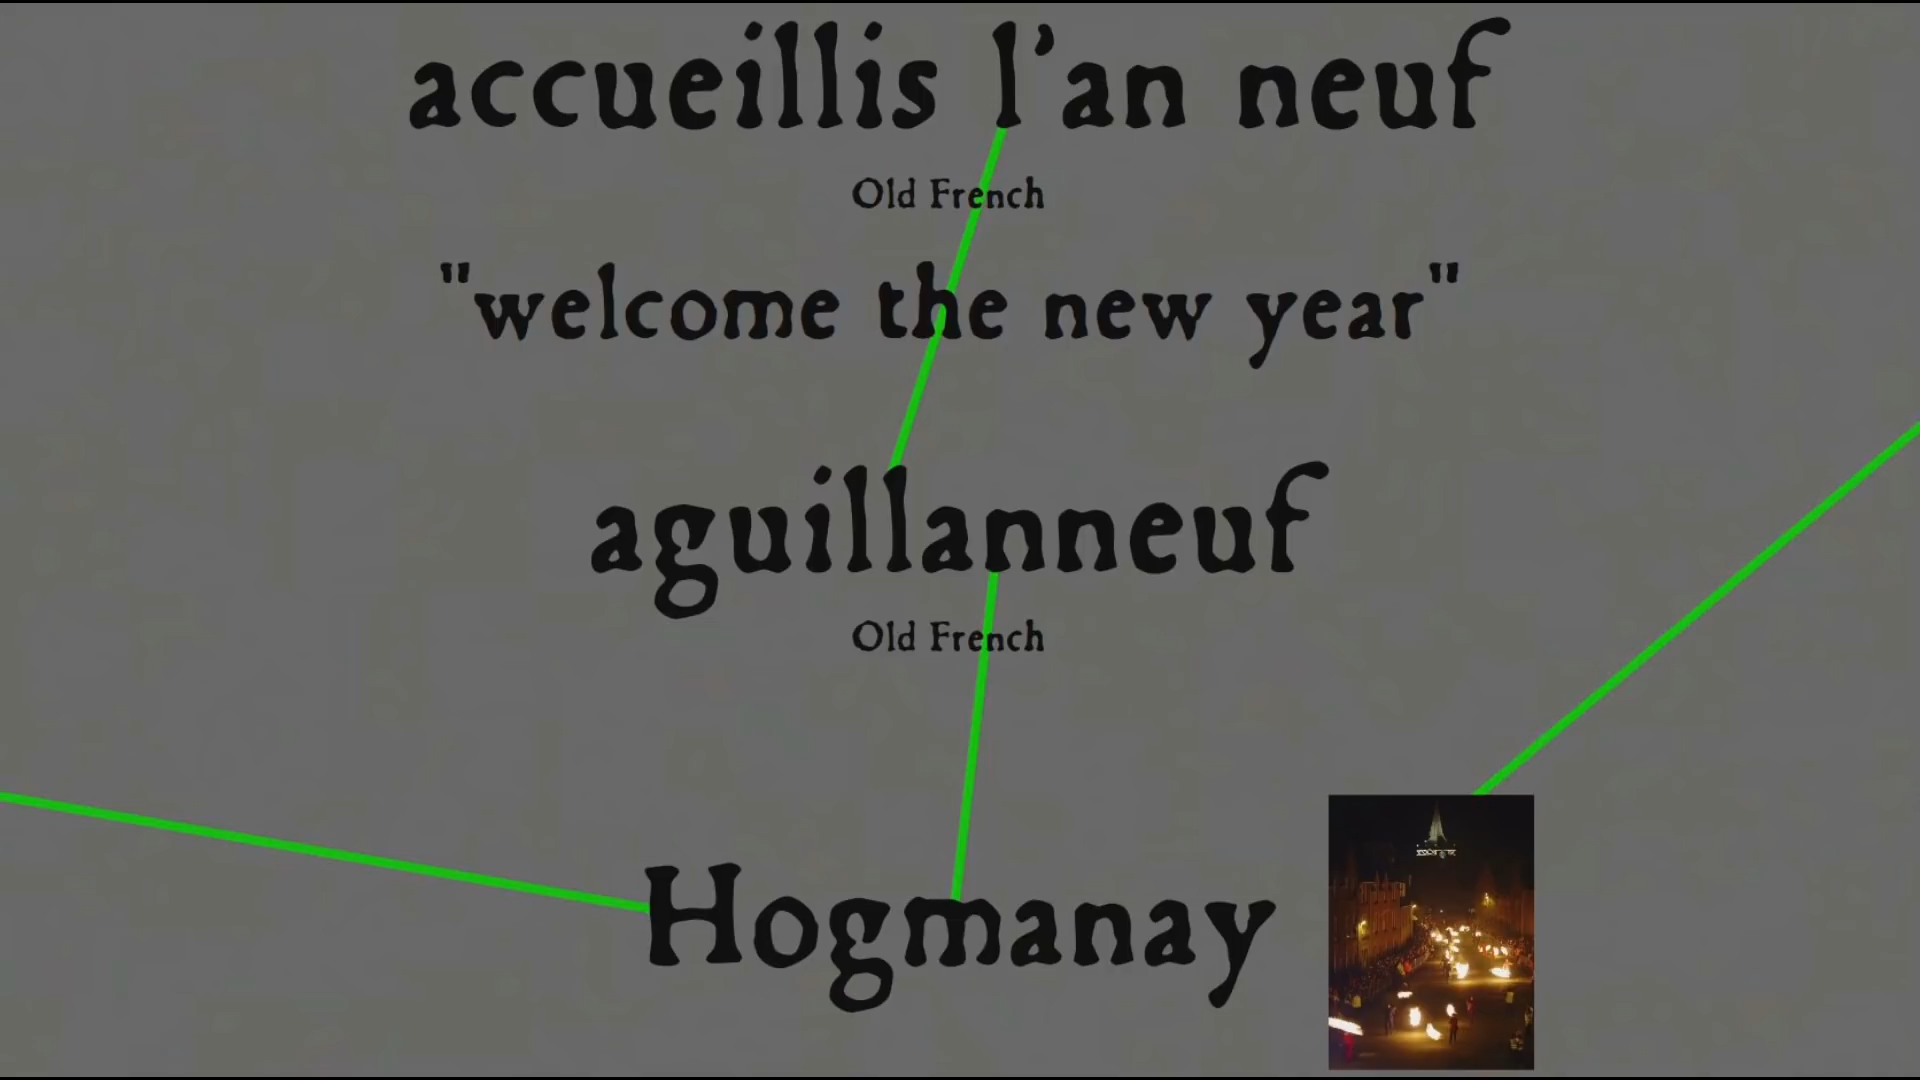 accueillis l'an neuf
Old French
"welcome the new year"
aguillanneuf
Old French
Hogmanay